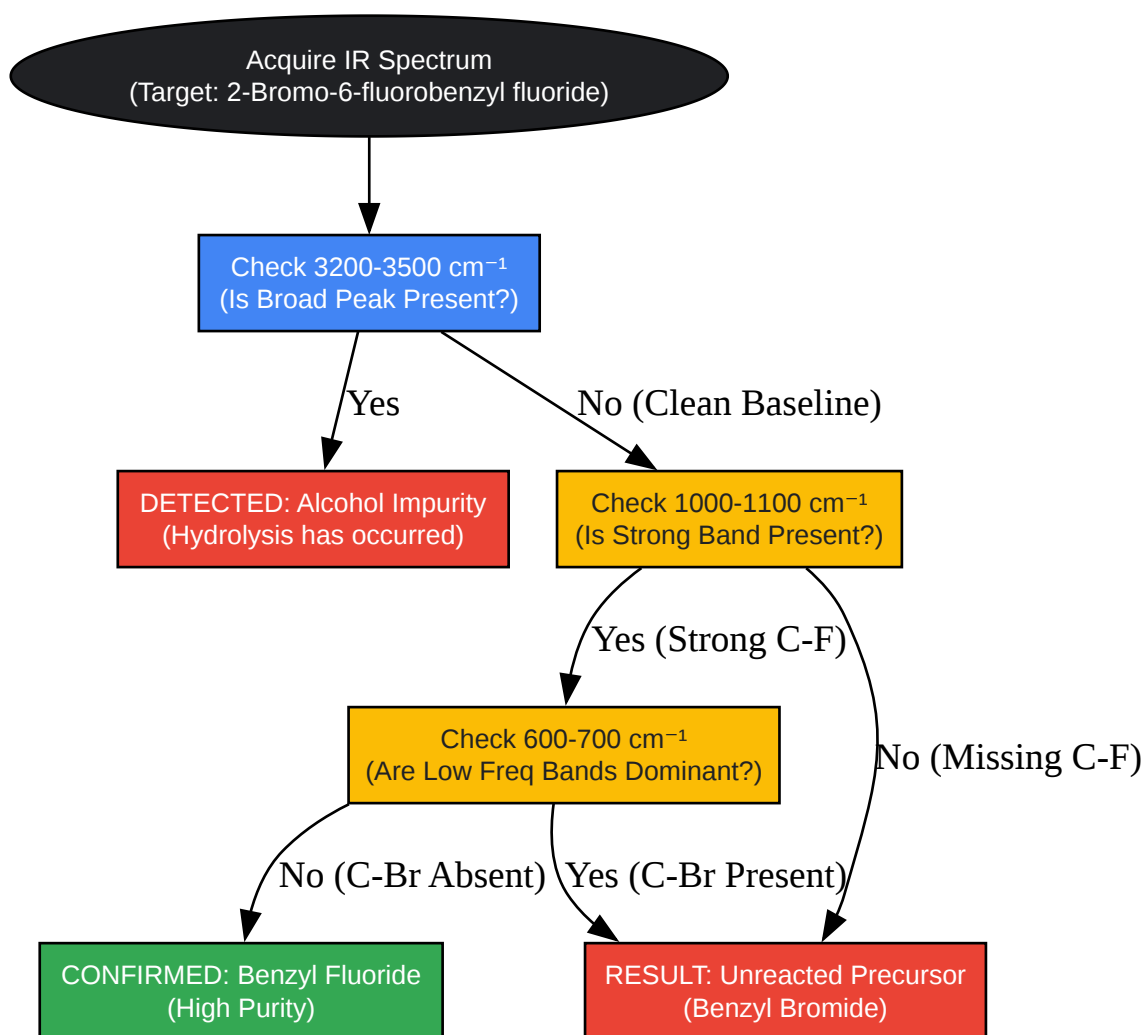 Acquire IR Spectrum
(Target: 2-Bromo-6-fluorobenzyl fluoride)
Check 3200-3500 cm⁻¹
(Is Broad Peak Present?)
Yes
No (Clean Baseline)
DETECTED: Alcohol Impurity
(Hydrolysis has occurred)
Check 1000-1100 cm⁻¹
(Is Strong Band Present?)
Yes (Strong C-F)
Check 600-700 cm⁻¹
(Are Low Freq Bands Dominant?)
No (Missing C-F)
No (C-Br Absent)
Yes (C-Br Present)
CONFIRMED: Benzyl Fluoride
(High Purity)
RESULT: Unreacted Precursor
(Benzyl Bromide)